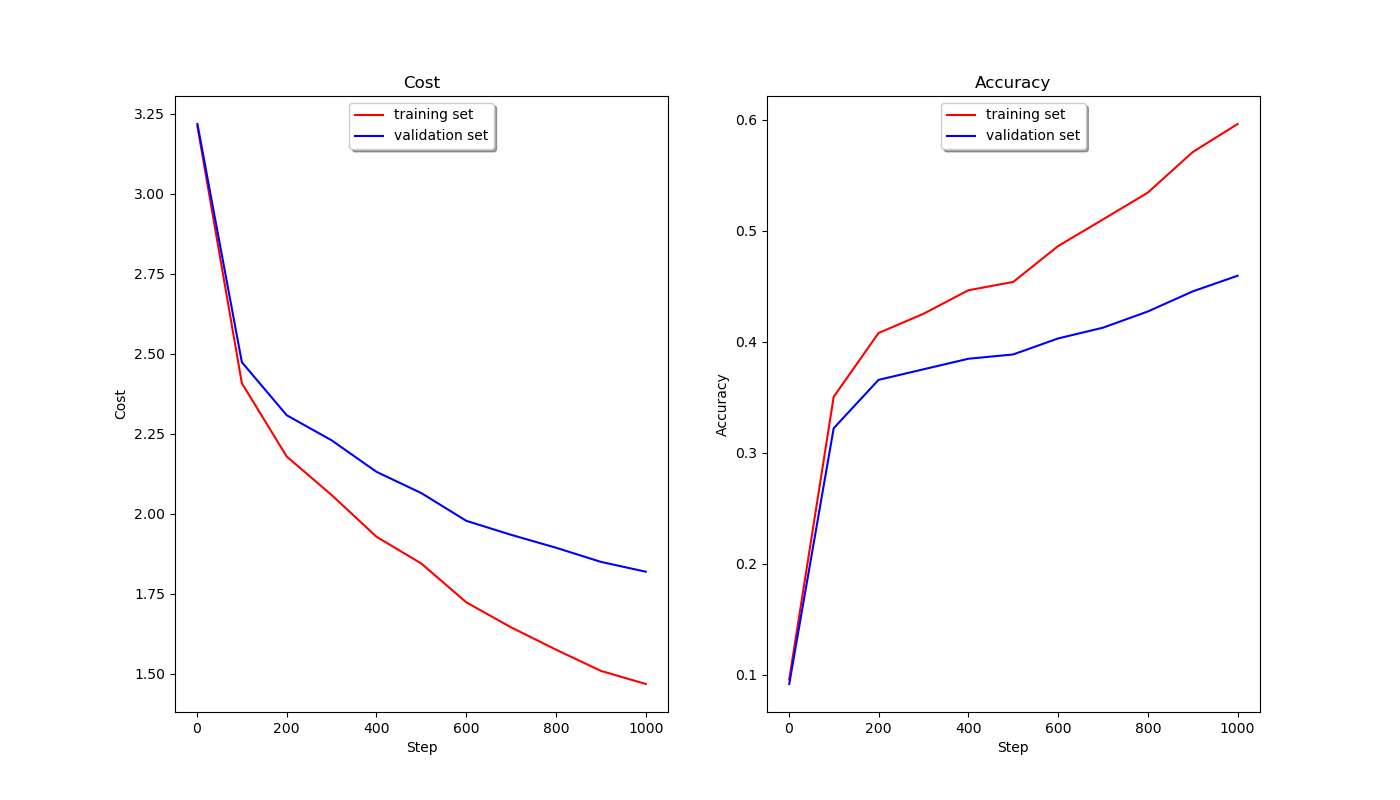 Cost
training set
validation set
3.25
3.00
2.75
2.50
2.25
2.00
1.75
1.50
Cost
0 200 400 600 800 1000
Step
Accuracy
training set
validation set
0.6
0.5
0.4
0.3
0.2
0.1
Accuracy
0 200 400 600 800 1000
Step